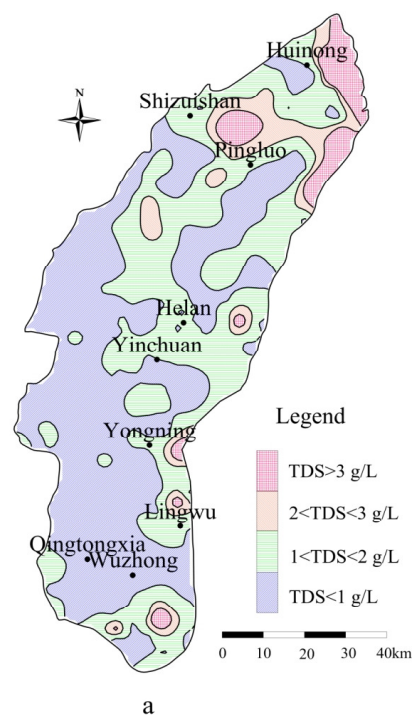 Huinong
N
Shizuishan
Pingluo
Helan
Yinchuan
Legend
Yongning
TDS>3 g/L
2<TDS<3 g/L
Lingwu
Qingtongxia
1<TDS<2 g/L
Wuzhong
TDS<1 g/L
0 10 20 30 40km
a